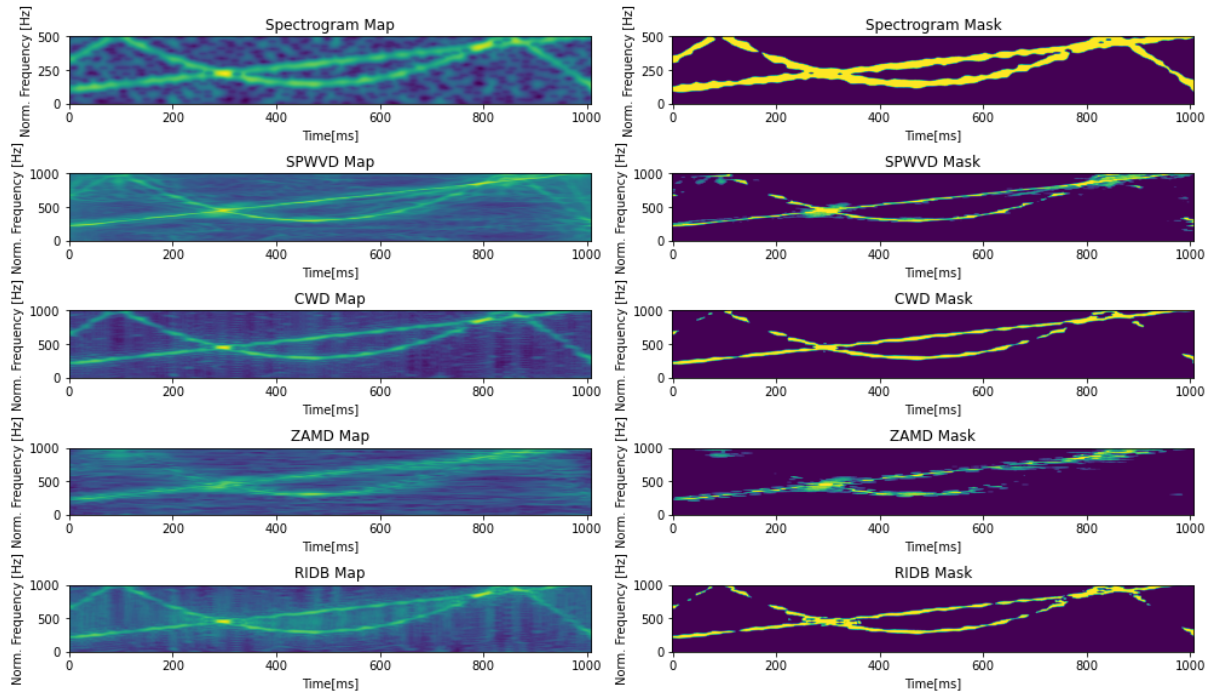 Spectrogram Map
Norm. Frequency [Hz]
500
250
0
0 200 400 600 800 1000
Time[ms]
Spectrogram Mask
Norm. Frequency [Hz]
500
250
0
0 200 400 600 800 1000
Time[ms]
SPWVD Map
Norm. Frequency [Hz]
1000
500
0
0 200 400 600 800 1000
Time[ms]
SPWVD Mask
Norm. Frequency [Hz]
1000
500
0
0 200 400 600 800 1000
Time[ms]
CWD Map
Norm. Frequency [Hz]
1000
500
0
0 200 400 600 800 1000
Time[ms]
CWD Mask
Norm. Frequency [Hz]
1000
500
0
0 200 400 600 800 1000
Time[ms]
ZAMD Map
Norm. Frequency [Hz]
1000
500
0
0 200 400 600 800 1000
Time[ms]
ZAMD Mask
Norm. Frequency [Hz]
1000
500
0
0 200 400 600 800 1000
Time[ms]
RIDB Map
Norm. Frequency [Hz]
1000
500
0
0 200 400 600 800 1000
Time[ms]
RIDB Mask
Norm. Frequency [Hz]
1000
500
0
0 200 400 600 800 1000
Time[ms]